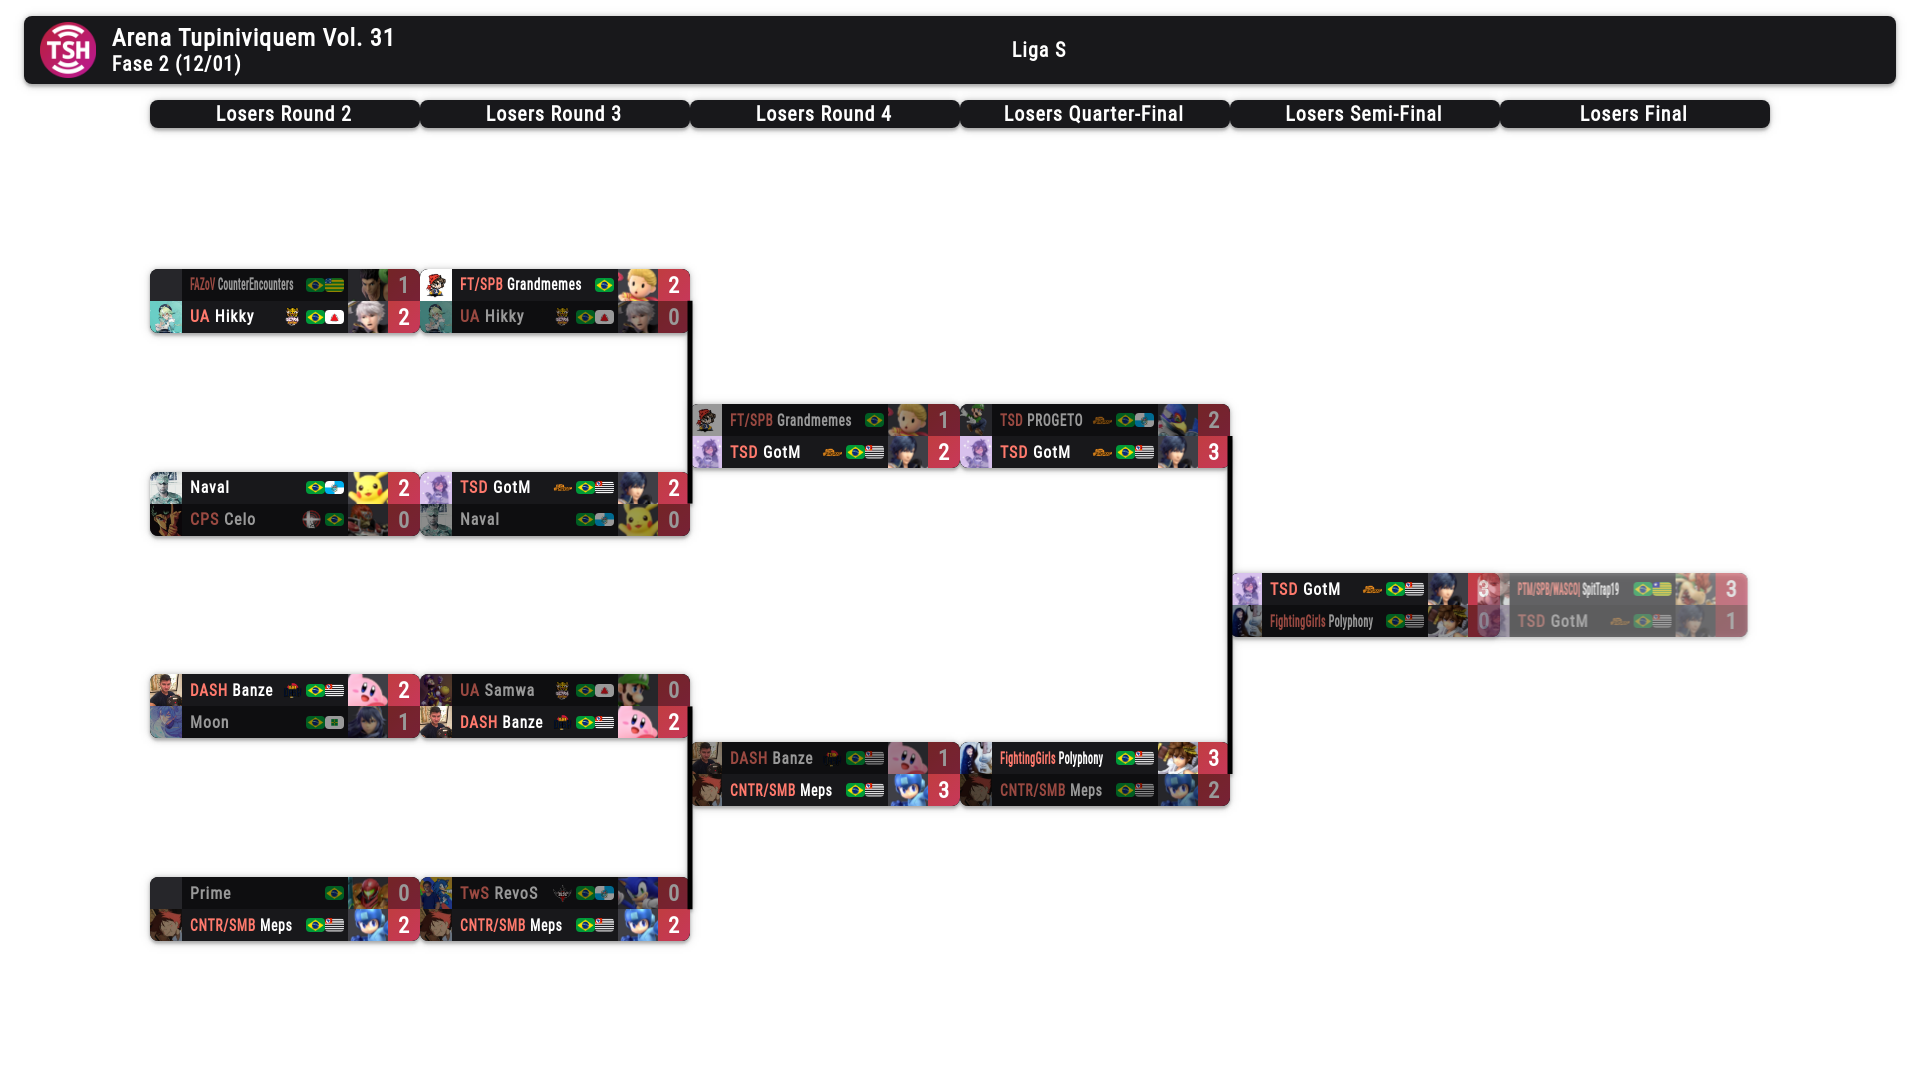 TSH
Arena Tupiniviquem Vol. 31
Fase 2 (12/01)
Liga S
Losers Round 2
Losers Round 3
Losers Round 4
Losers Quarter-Final
Losers Semi-Final
Losers Final
FAZoV CounterEncounters 1
UA Hikky 2
FT/SPB Grandmemes 2
UA Hikky 0
FT/SPB Grandmemes 1
TSD GotM 2
TSD PROGETO 2
TSD GotM 3
Naval 2
CPS Celo 0
TSD GotM 2
Naval 0
TSD GotM 3
FightingGirls Polyphony 0
PTM/SPB/WASCO| SpitTrap19 3
TSD GotM 1
DASH Banze 2
Moon 1
UA Samwa 0
DASH Banze 2
DASH Banze 1
CNTR/SMB Meps 3
FightingGirls Polyphony 3
CNTR/SMB Meps 2
Prime 0
CNTR/SMB Meps 2
TwS RevoS 0
CNTR/SMB Meps 2